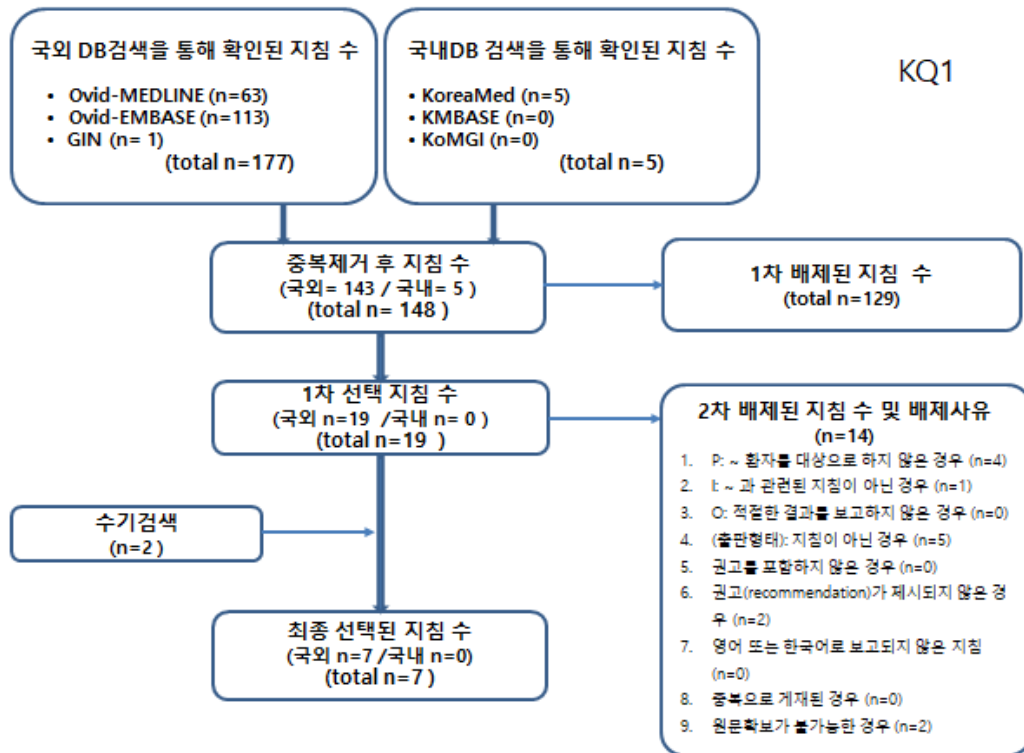 국외 DB검색을 통해 확인된 지침 수
• Ovid-MEDLINE (n=63)
• Ovid-EMBASE (n=113)
• GIN (n= 1)
(total n=177)
국내DB 검색을 통해 확인된 지침 수
• KoreaMed (n=5)
• KMBASE (n=0)
• KoMGI (n=0)
(total n=5)
KQ1
중복제거 후 지침 수
(국외= 143 / 국내= 5 )
(total n= 148 )
1차 배제된 지침 수
(total n=129)
1차 선택 지침 수
(국외 n=19 /국내 n= 0 )
(total n=19 )
2차 배제된 지침 수 및 배제사유
(n=14)
1. P: ~ 환자를 대상으로 하지 않은 경우 (n=4)
2. I: ~ 과 관련된 지침이 아닌 경우 (n=1)
3. O: 적절한 결과를 보고하지 않은 경우 (n=0)
4. (출판형태): 지침이 아닌 경우 (n=5)
5. 권고를 포함하지 않은 경우 (n=0)
6. 권고(recommendation)가 제시되지 않은 경
우 (n=2)
7. 영어 또는 한국어로 보고되지 않은 지침
(n=0)
8. 중복으로 게재된 경우 (n=0)
9. 원문확보가 불가능한 경우 (n=2)
수기검색
(n=2 )
최종 선택된 지침 수
(국외 n=7 /국내 n=0)
(total n=7 )